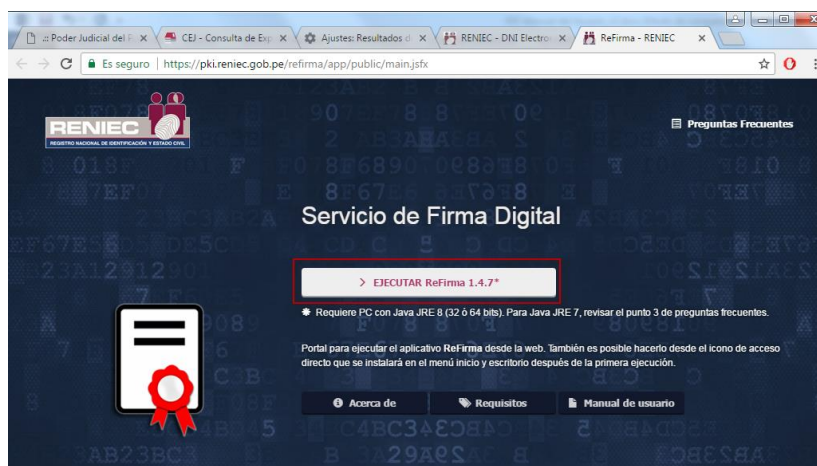 .:: Poder Judicial del P
CEJ - Consulta de Exp
Ajustes: Resultados d
RENIEC - DNI Electro
ReFirma - RENIEC
Es seguro
https://pki.reniec.gob.pe/refirma/app/public/main.jsfx
RENIEC
REGISTRO NACIONAL DE IDENTIFICACIÓN Y ESTADO CIVIL
Preguntas Frecuentes
Servicio de Firma Digital
> EJECUTAR ReFirma 1.4.7*
✱ Requiere PC con Java JRE 8 (32 ó 64 bits). Para Java JRE 7, revisar el punto 3 de preguntas frecuentes.
Portal para ejecutar el aplicativo ReFirma desde la web. También es posible hacerlo desde el icono de acceso
directo que se instalará en el menú inicio y escritorio después de la primera ejecución.
Acerca de
Requisitos
Manual de usuario